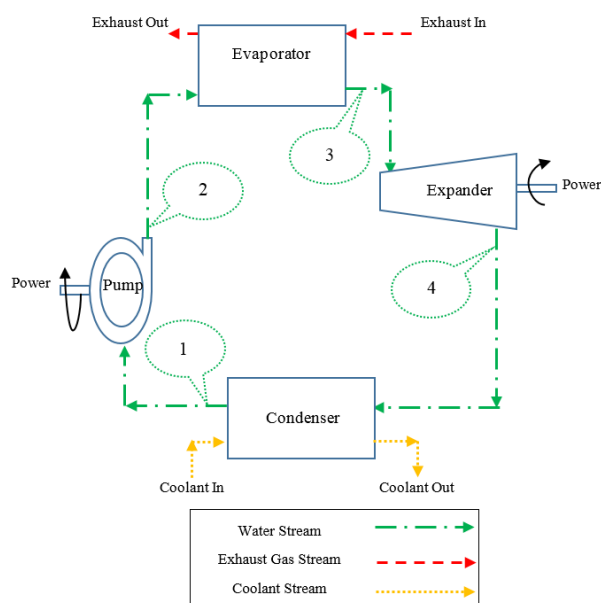 Exhaust Out
Exhaust In
Evaporator
3
2
Expander
Power
4
Power
Pump
1
Condenser
Coolant In
Coolant Out
Water Stream
Exhaust Gas Stream
Coolant Stream